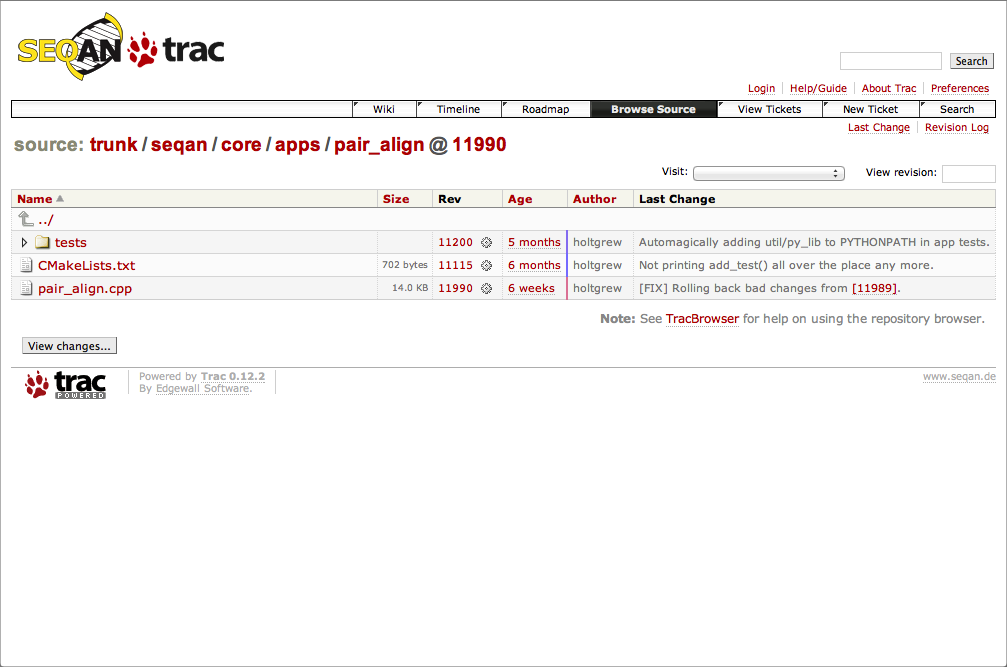 SEQAN trac
Search
Login Help/Guide About Trac Preferences
Wiki Timeline Roadmap Browse Source View Tickets New Ticket Search
Last Change Revision Log
source: trunk / seqan / core / apps / pair_align @ 11990
Visit: View revision:
Name Size Rev Age Author Last Change
../
tests 11200 5 months holtgrew Automagically adding util/py_lib to PYTHONPATH in app tests.
CMakeLists.txt 702 bytes 11115 6 months holtgrew Not printing add_test() all over the place any more.
pair_align.cpp 14.0 KB 11990 6 weeks holtgrew [FIX] Rolling back bad changes from [11989].
Note: See TracBrowser for help on using the repository browser.
View changes...
trac POWERED
Powered by Trac 0.12.2
By Edgewall Software.
www.seqan.de